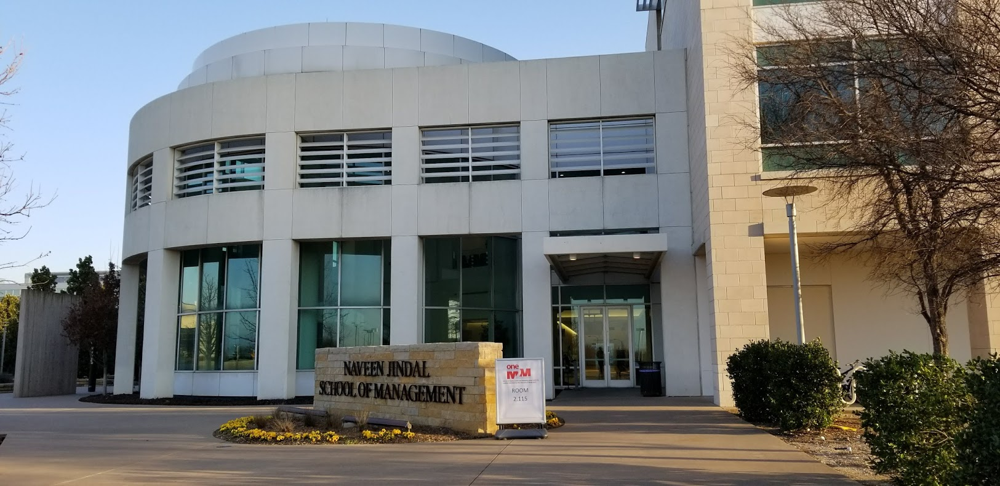 NAVEEN JINDAL
SCHOOL OF MANAGEMENT
one
MM
ROOM
2.115